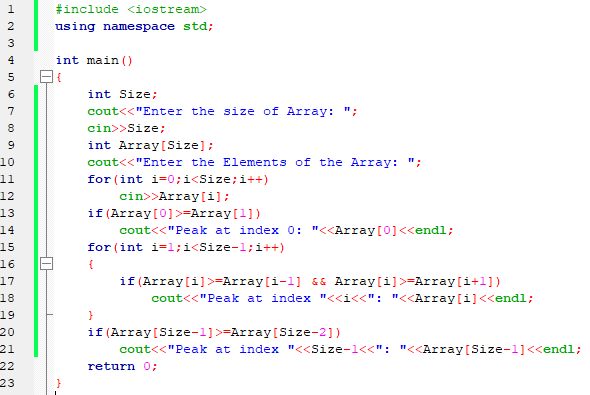 1 #include <iostream>
2 using namespace std;
3
4 int main()
5 {
6 int Size;
7 cout<<"Enter the size of Array: ";
8 cin>>Size;
9 int Array[Size];
10 cout<<"Enter the Elements of the Array: ";
11 for(int i=0;i<Size;i++)
12 cin>>Array[i];
13 if(Array[0]>=Array[1])
14 cout<<"Peak at index 0: "<<Array[0]<<endl;
15 for(int i=1;i<Size-1;i++)
16 {
17 if(Array[i]>=Array[i-1] && Array[i]>=Array[i+1])
18 cout<<"Peak at index "<<i<<": "<<Array[i]<<endl;
19 }
20 if(Array[Size-1]>=Array[Size-2])
21 cout<<"Peak at index "<<Size-1<<": "<<Array[Size-1]<<endl;
22 return 0;
23 }